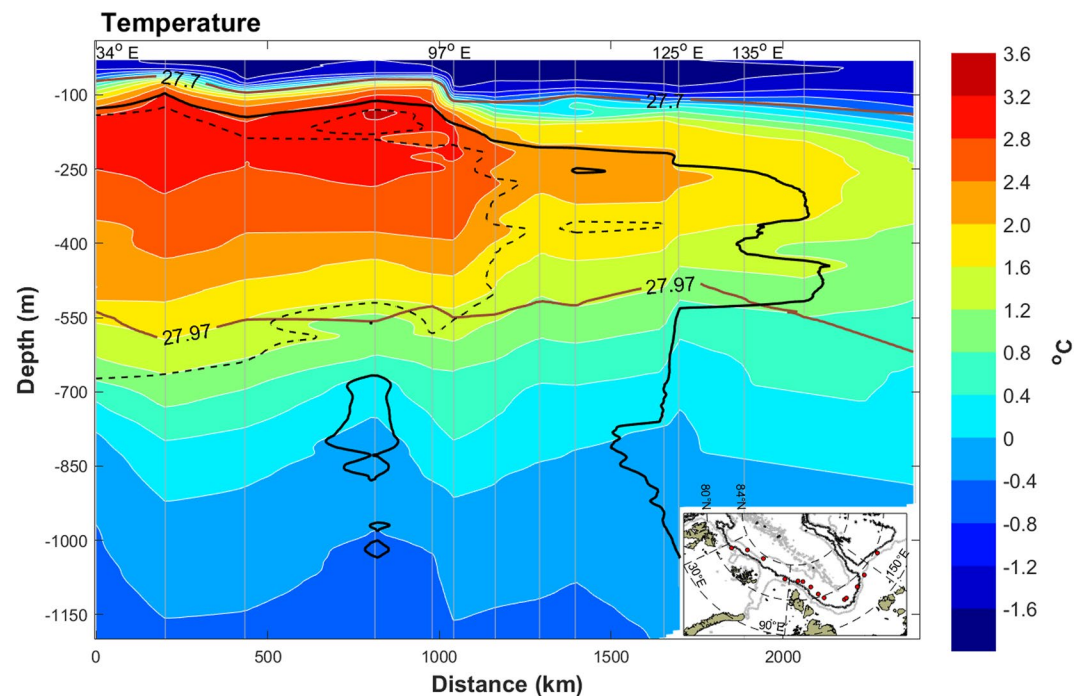 Temperature
34° E
97° E
125° E
135° E
27.7
27.7
27.97
27.97
-100
-250
-400
-550
-700
-850
-1000
-1150
Depth (m)
0
500
1000
1500
2000
Distance (km)
3.6
3.2
2.8
2.4
2.0
1.6
1.2
0.8
0.4
0
-0.4
-0.8
-1.2
-1.6
°C
80°N
84°N
30°E
90°E
150°E